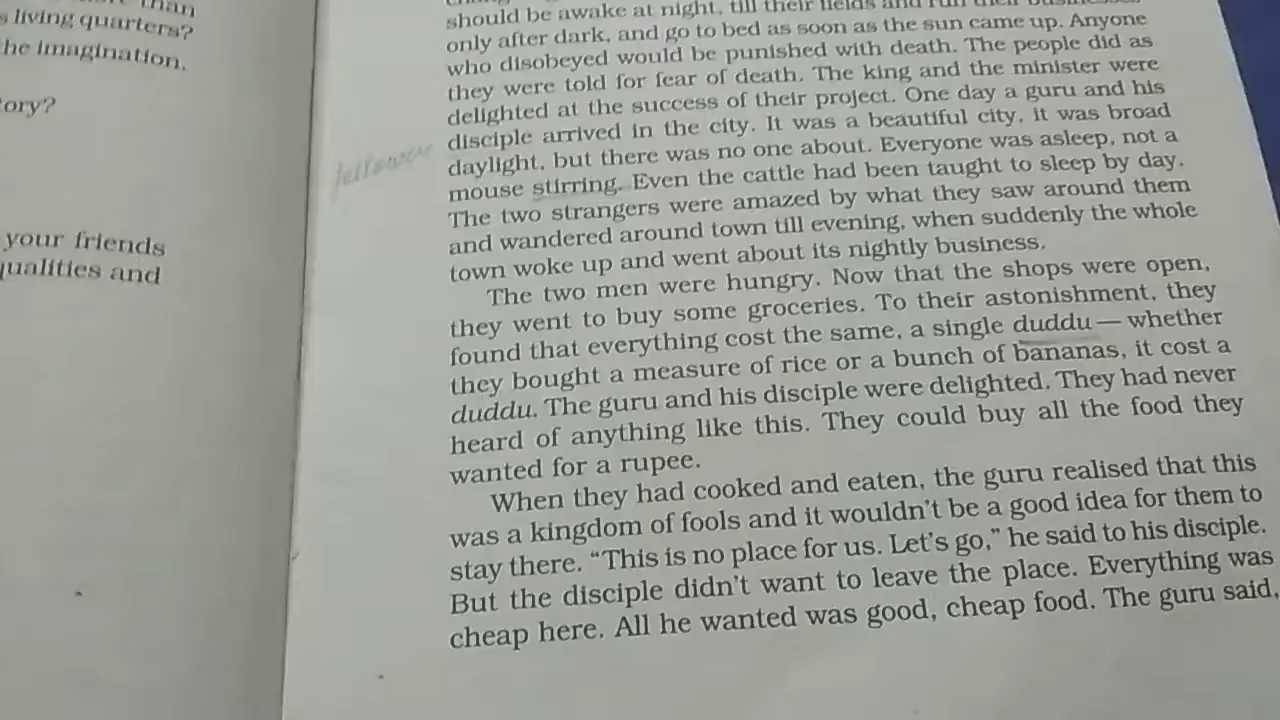 than
s living quarters?
he imagination.
ory?
your friends
qualities and
follower
should be awake at night, till their fields and run their businesses
only after dark, and go to bed as soon as the sun came up. Anyone
who disobeyed would be punished with death. The people did as
they were told for fear of death. The king and the minister were
delighted at the success of their project. One day a guru and his
disciple arrived in the city. It was a beautiful city, it was broad
daylight, but there was no one about. Everyone was asleep, not a
mouse stirring. Even the cattle had been taught to sleep by day.
The two strangers were amazed by what they saw around them
and wandered around town till evening, when suddenly the whole
town woke up and went about its nightly business.
The two men were hungry. Now that the shops were open,
they went to buy some groceries. To their astonishment, they
found that everything cost the same, a single duddu — whether
they bought a measure of rice or a bunch of bananas, it cost a
duddu. The guru and his disciple were delighted. They had never
heard of anything like this. They could buy all the food they
wanted for a rupee.
When they had cooked and eaten, the guru realised that this
was a kingdom of fools and it wouldn't be a good idea for them to
stay there. “This is no place for us. Let's go,” he said to his disciple.
But the disciple didn't want to leave the place. Everything was
cheap here. All he wanted was good, cheap food. The guru said,